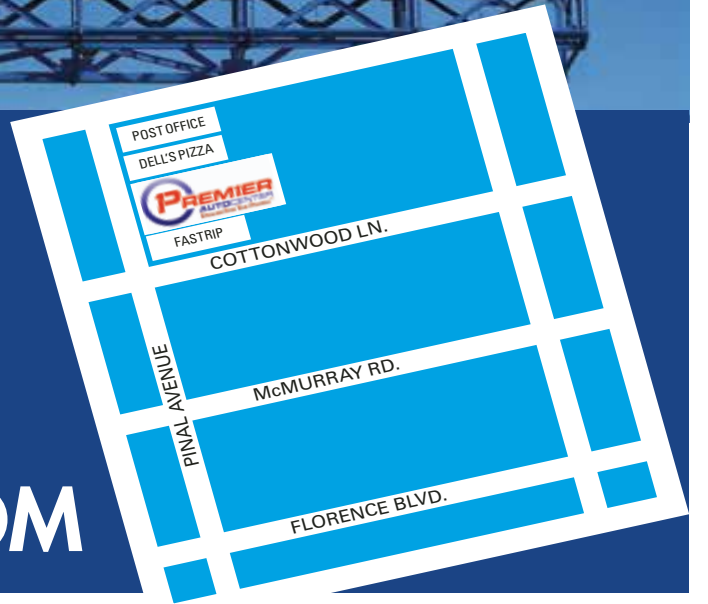 POST OFFICE
DELL'S PIZZA
PREMIER
AUTOCENTER
FASTRIP
COTTONWOOD LN.
PINAL AVENUE
McMURRAY RD.
FLORENCE BLVD.
OM